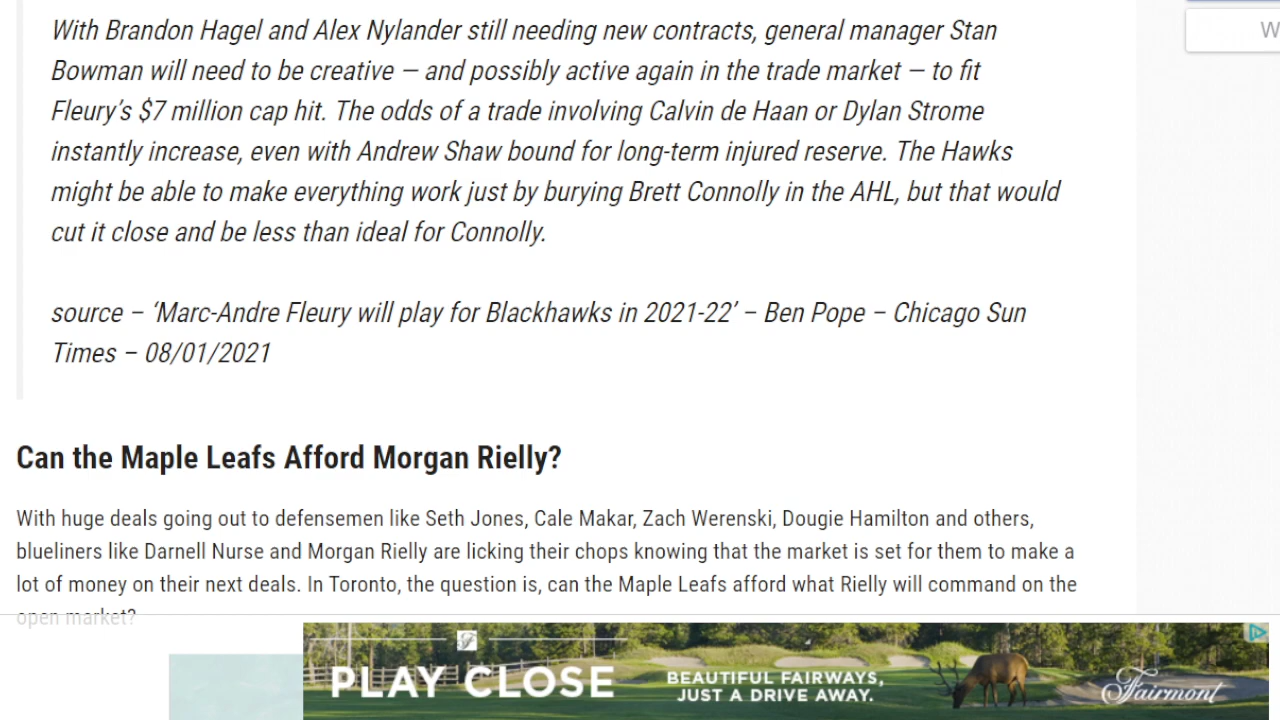 With Brandon Hagel and Alex Nylander still needing new contracts, general manager Stan
W
Bowman will need to be creative – and possibly active again in the trade market – to fit
Fleury’s $7 million cap hit. The odds of a trade involving Calvin de Haan or Dylan Strome
instantly increase, even with Andrew Shaw bound for long-term injured reserve. The Hawks
might be able to make everything work just by burying Brett Connolly in the AHL, but that would
cut it close and be less than ideal for Connolly.
source – ‘Marc-Andre Fleury will play for Blackhawks in 2021-22’ – Ben Pope – Chicago Sun
Times – 08/01/2021
Can the Maple Leafs Afford Morgan Rielly?
With huge deals going out to defensemen like Seth Jones, Cale Makar, Zach Werenski, Dougie Hamilton and others,
blueliners like Darnell Nurse and Morgan Rielly are licking their chops knowing that the market is set for them to make a
lot of money on their next deals. In Toronto, the question is, can the Maple Leafs afford what Rielly will command on the
open market?
PLAY CLOSE
BEAUTIFUL FAIRWAYS,
JUST A DRIVE AWAY.
Fairmont